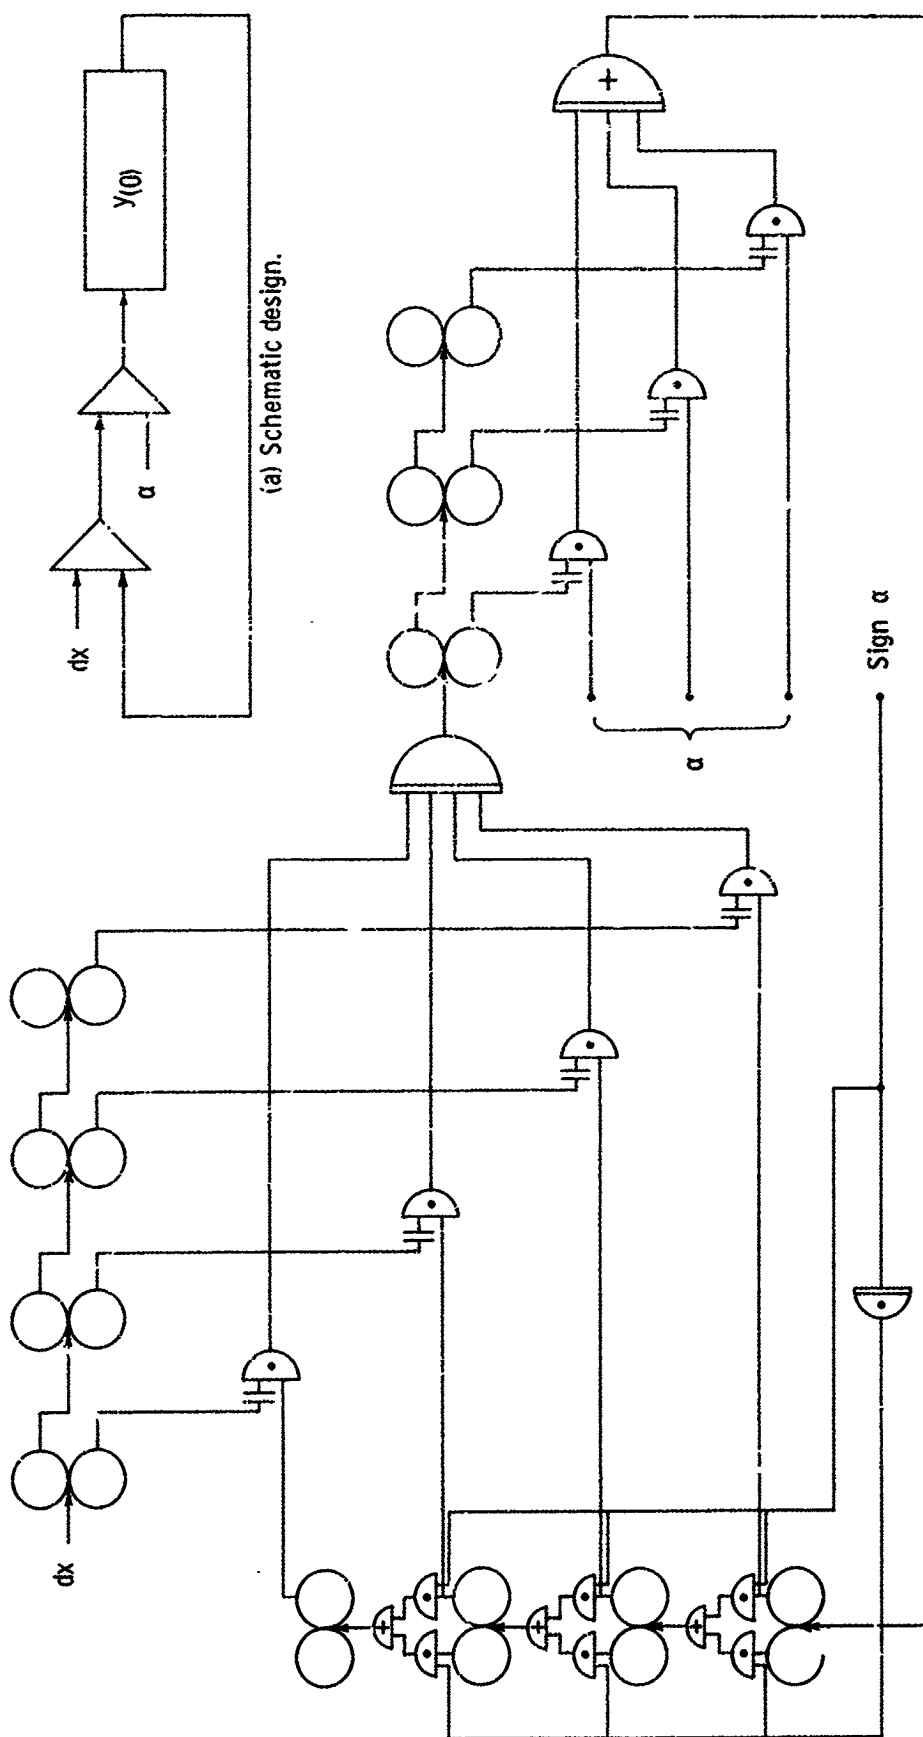 y(0)
dx
α
(a) Schematic design.
+
α
Sign α
dx
+
+
+